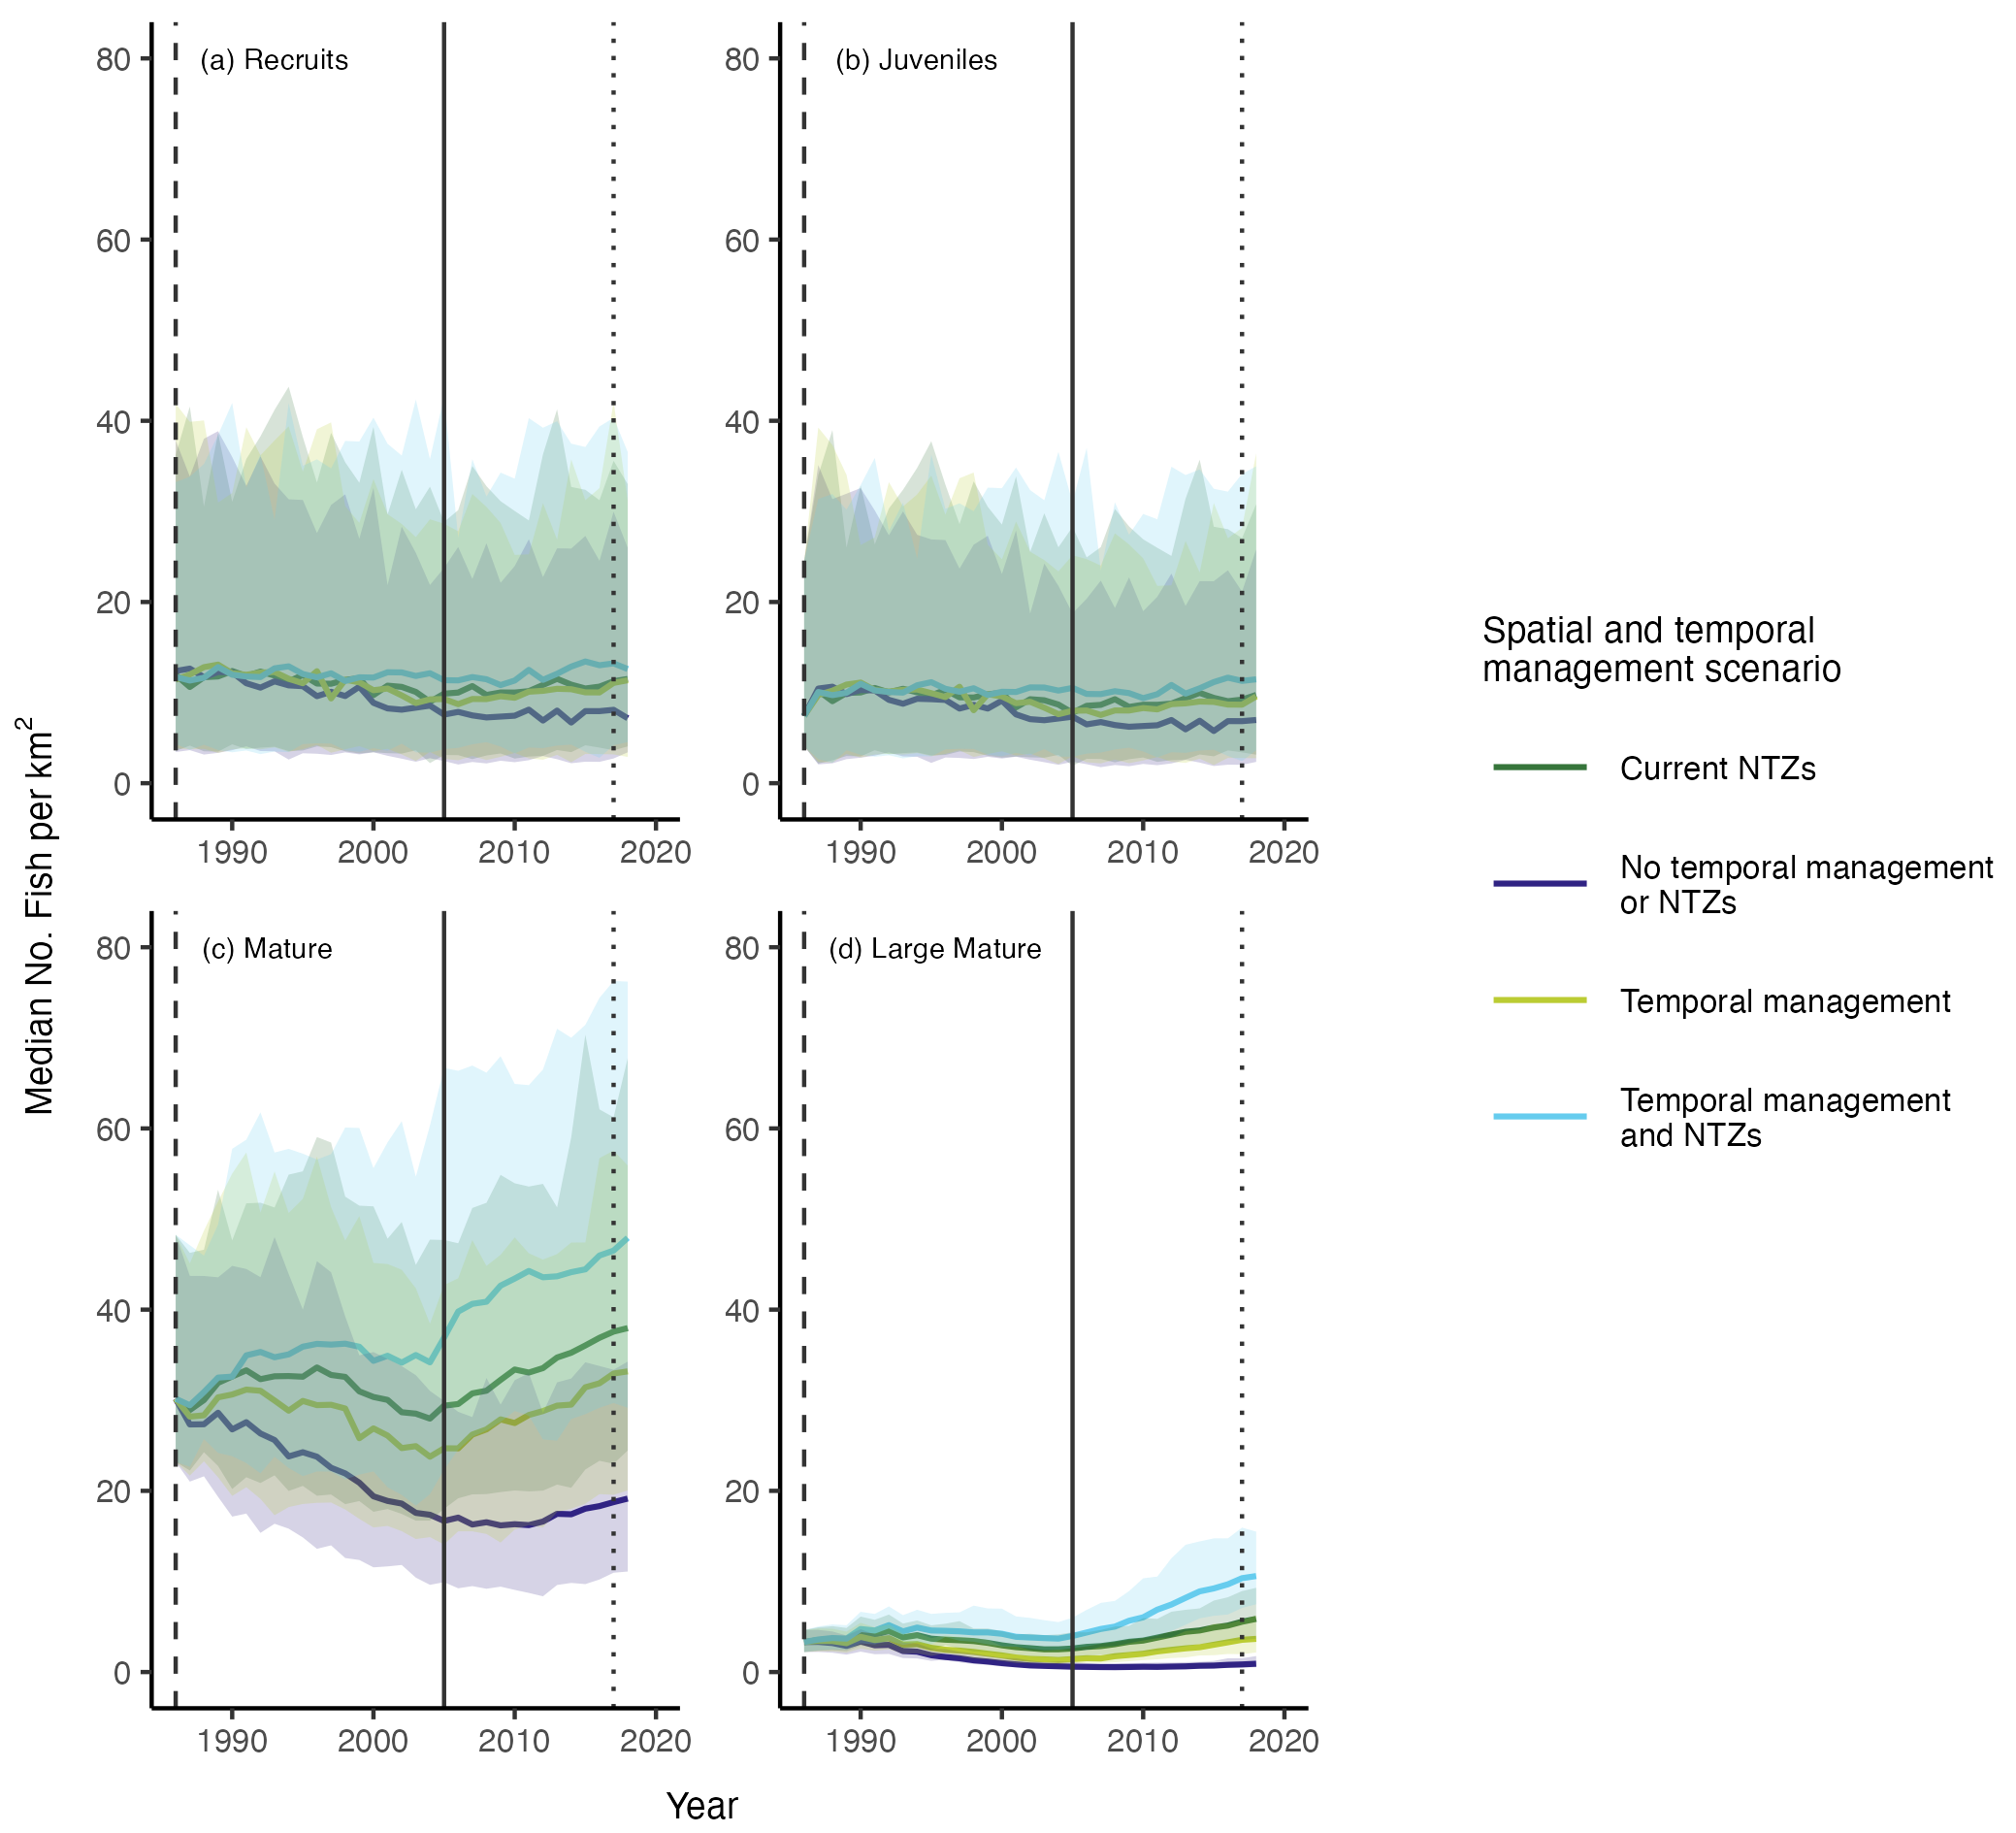 (a) Recruits
80
60
40
20
0
1990 2000 2010 2020
(b) Juveniles
80
60
40
20
0
1990 2000 2010 2020
(c) Mature
80
60
40
20
0
1990 2000 2010 2020
(d) Large Mature
80
60
40
20
0
1990 2000 2010 2020
Median No. Fish per km²
Year
Spatial and temporal
management scenario
Current NTZs
No temporal management
or NTZs
Temporal management
Temporal management
and NTZs